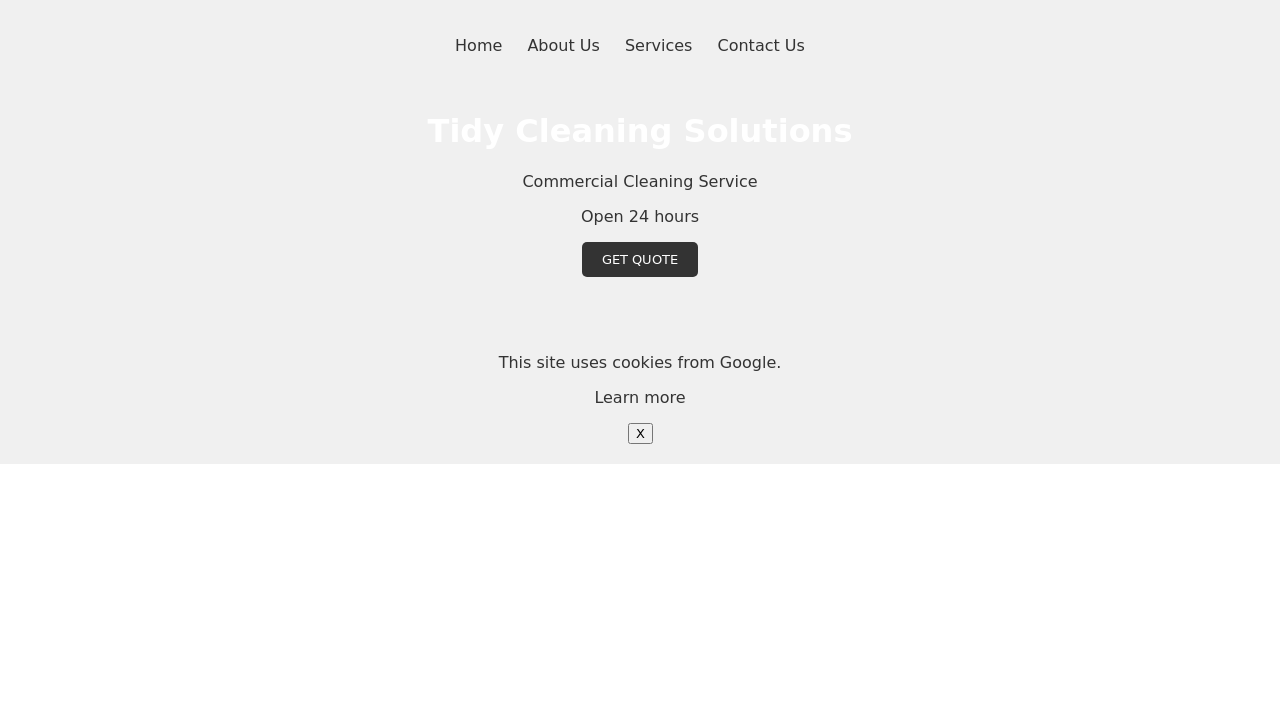 Home About Us Services Contact Us
Tidy Cleaning Solutions
Commercial Cleaning Service
Open 24 hours
GET QUOTE
This site uses cookies from Google.
Learn more
X